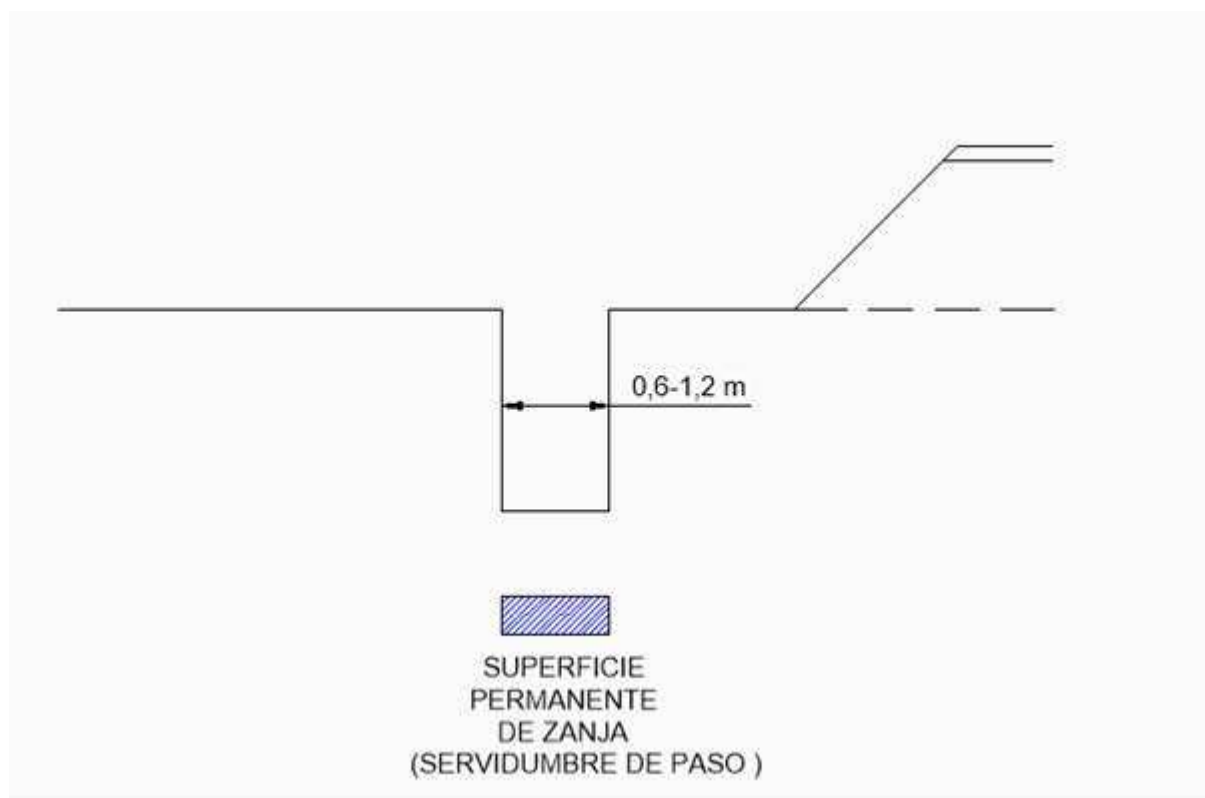 0,6-1,2 m
SUPERFICIE
PERMANENTE
DE ZANJA
(SERVIDUMBRE DE PASO )